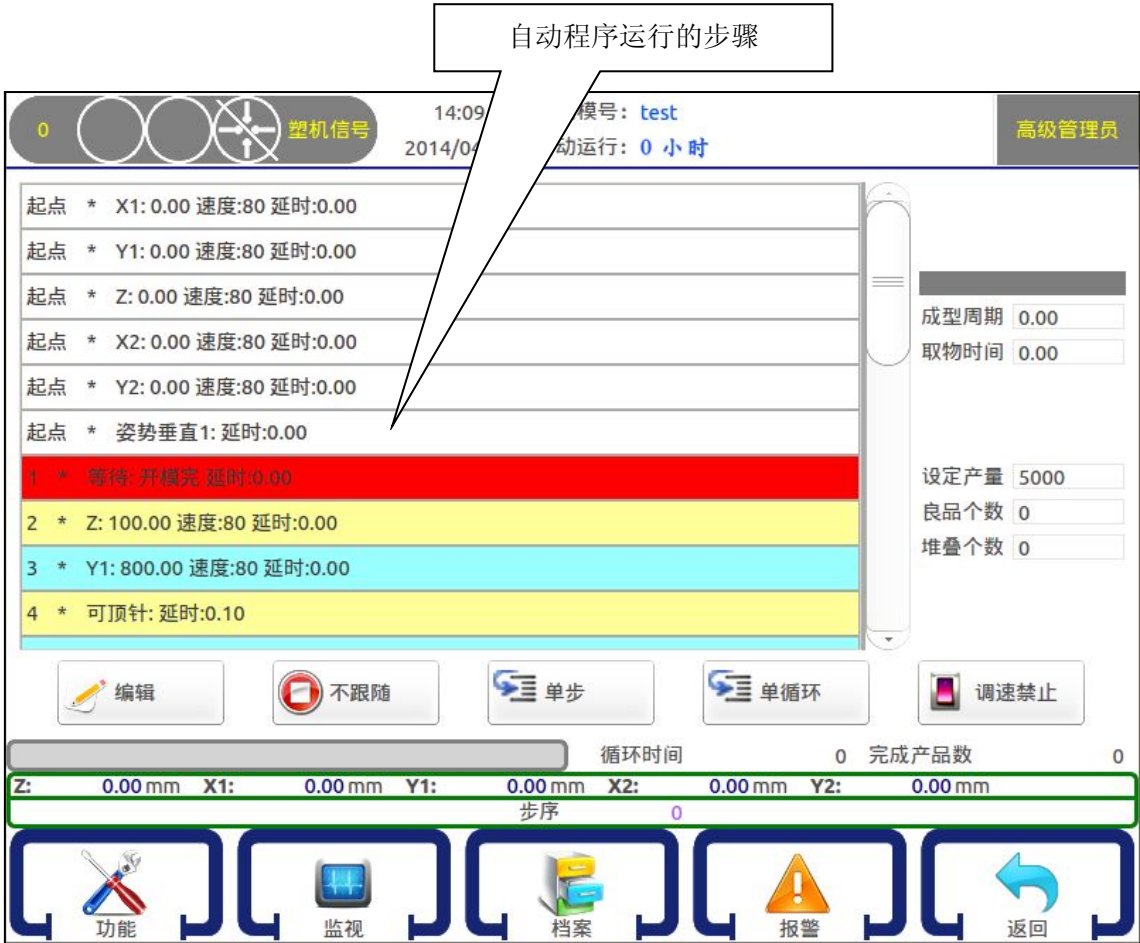 自动程序运行的步骤
0 塑机信号
14:09 模号: test
2014/04 动运行: 0 小时
高级管理员
起点 * X1: 0.00 速度:80 延时:0.00
起点 * Y1: 0.00 速度:80 延时:0.00
起点 * Z: 0.00 速度:80 延时:0.00
起点 * X2: 0.00 速度:80 延时:0.00
起点 * Y2: 0.00 速度:80 延时:0.00
起点 * 姿势垂直1: 延时:0.00
1 * 等待: 开模完 延时:0.00
2 * Z: 100.00 速度:80 延时:0.00
3 * Y1: 800.00 速度:80 延时:0.00
4 * 可顶针: 延时:0.10
成型周期 0.00
取物时间 0.00
设定产量 5000
良品个数 0
堆叠个数 0
编辑 不跟随 单步 单循环 调速禁止
循环时间 0 完成产品数 0
Z: 0.00 mm X1: 0.00 mm Y1: 0.00 mm X2: 0.00 mm Y2: 0.00 mm
步序 0
功能 监视 档案 报警 返回